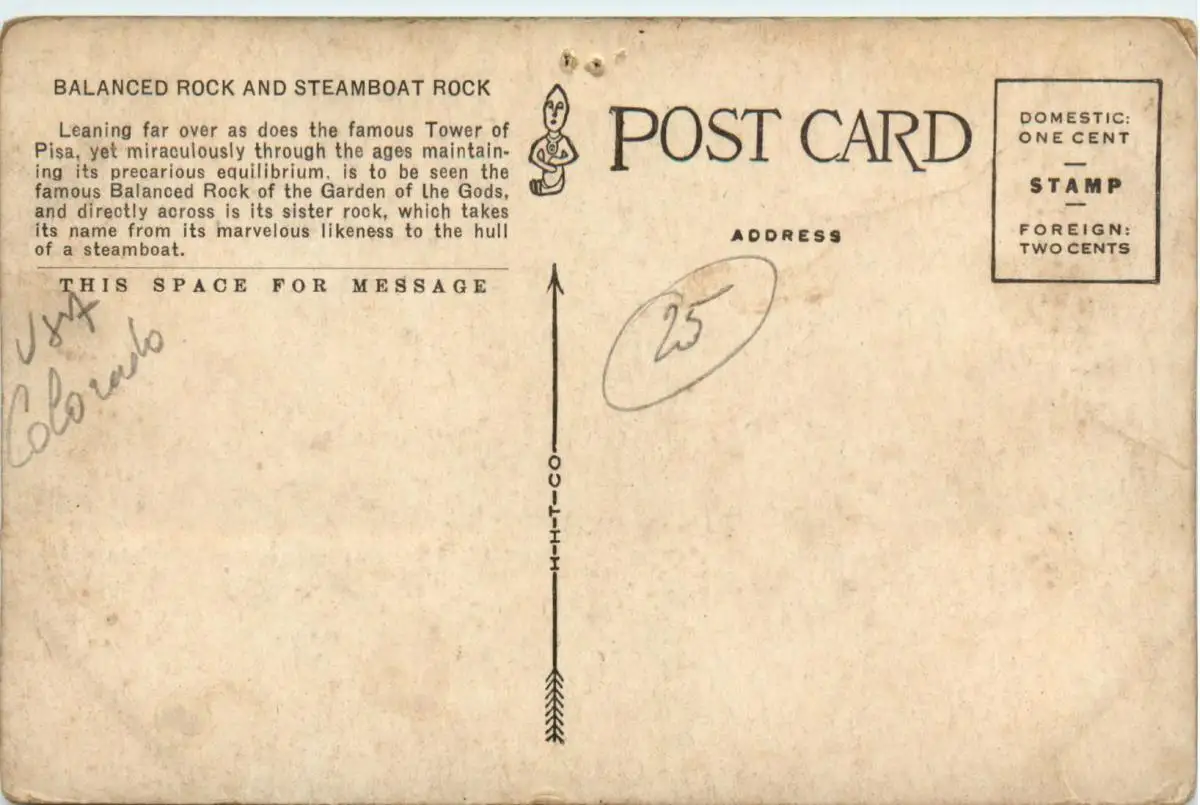 BALANCED ROCK AND STEAMBOAT ROCK
Leaning far over as does the famous Tower of
Pisa, yet miraculously through the ages maintain-
ing its precarious equilibrium, is to be seen the
famous Balanced Rock of the Garden of the Gods,
and directly across is its sister rock, which takes
its name from its marvelous likeness to the hull
of a steamboat.
THIS SPACE FOR MESSAGE
USA
Colorado
H-H-T-CO
POST CARD
ADDRESS
25
DOMESTIC:
ONE CENT
—
STAMP
—
FOREIGN:
TWO CENTS